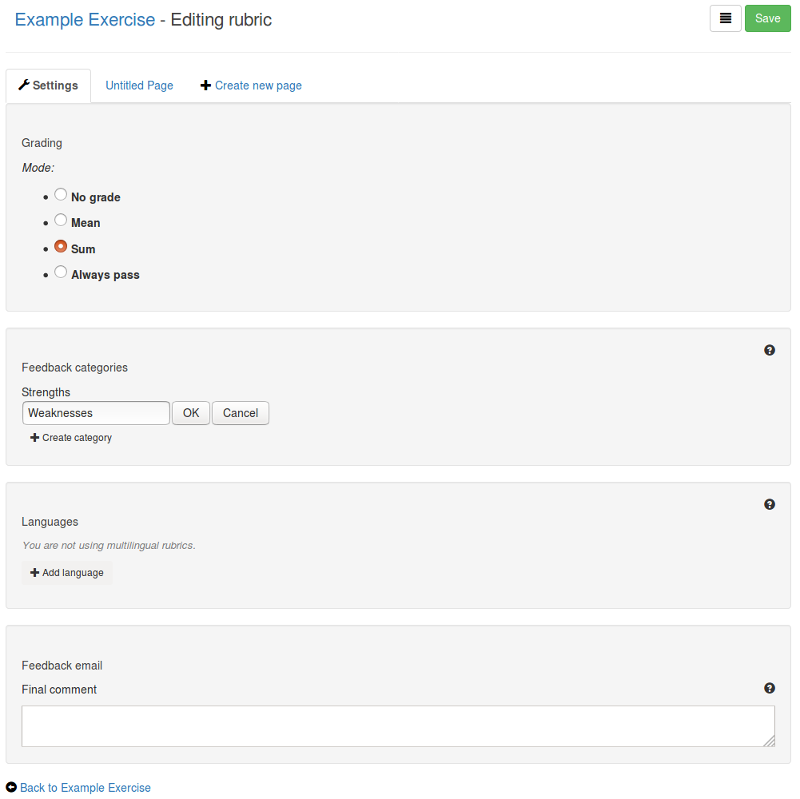 Example Exercise - Editing rubric
Save
Settings
Untitled Page
Create new page
Grading
Mode:
No grade
Mean
Sum
Always pass
Feedback categories
Strengths
Weaknesses
OK
Cancel
Create category
Languages
You are not using multilingual rubrics.
Add language
Feedback email
Final comment
Back to Example Exercise